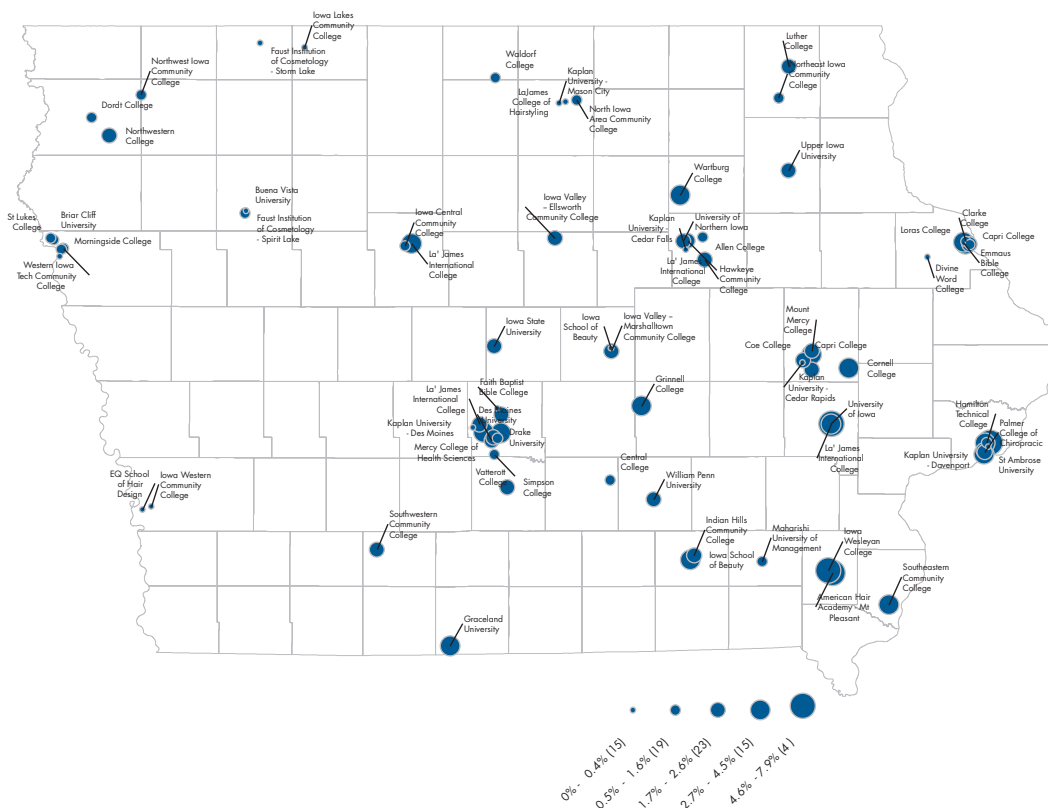 Iowa Lakes
Community
College
Faust Institution
of Cosmetology
- Storm Lake
Northwest Iowa
Community
College
Dordt College
Northwestern
College
Waldorf
College
Kaplan
University -
Mason City
LaJames
College of
Hairstyling
North Iowa
Area Community
College
Luther
College
Northeast Iowa
Community
College
Upper Iowa
University
Wartburg
College
Buena Vista
University
Faust Institution
of Cosmetology
- Spirit Lake
St Lukes
College
Briar Cliff
University
Morningside College
Western Iowa
Tech Community
College
Iowa Central
Community
College
La' James
International
College
Iowa Valley
– Ellsworth
Community College
Kaplan
University -
Cedar Falls
University of
Northern Iowa
Allen College
La' James
International
College
Hawkeye
Community
College
Clarke
College
Loras College
Capri College
Emmaus
Bible
College
Divine
Word
College
Iowa State
University
Iowa
School of
Beauty
Iowa Valley –
Marshalltown
Community College
Mount
Mercy
College
Coe College
Capri College
Cornell
College
Kaplan
University -
Cedar Rapids
Grinnell
College
La' James
International
College
Faith Baptist
Bible College
Des Moines
University
Kaplan University
- Des Moines
Drake
University
Mercy College of
Health Sciences
Vatterott
College
Simpson
College
University
of Iowa
La' James
International
College
Hamilton
Technical
College
Palmer
College of
Chiropractic
Kaplan University
- Davenport
St Ambrose
University
EQ School
of Hair
Design
Iowa Western
Community
College
Central
College
William Penn
University
Southwestern
Community
College
Indian Hills
Community
College
Iowa School
of Beauty
Maharishi
University of
Management
Iowa
Wesleyan
College
American Hair
Academy - Mt
Pleasant
Southeastern
Community
College
Graceland
University
0% - 0.4% (15)
0.5% - 1.6% (19)
1.7% - 2.6% (23)
2.7% - 4.5% (15)
4.6% - 7.9% (4)